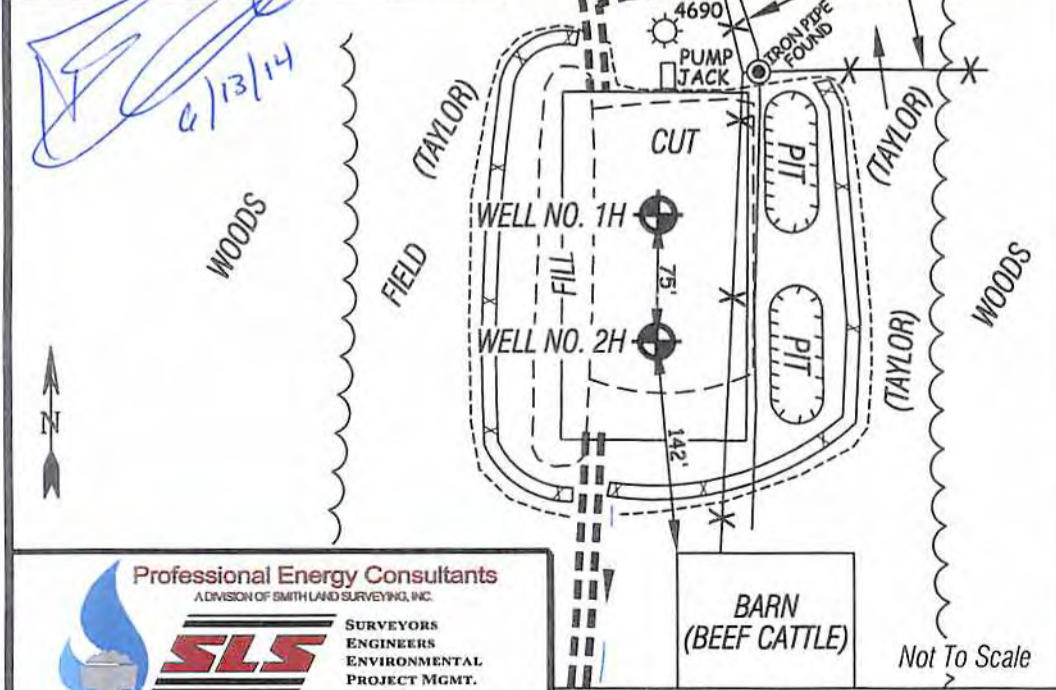 4690
PUMP
JACK
IRON PIPE
FOUND
6/13/14
(TAYLOR)
(TAYLOR)
CUT
PIT
WOODS
WELL NO. 1H
FIELD
FILL
75'
WOODS
WELL NO. 2H
PIT
(TAYLOR)
N
142'
Professional Energy Consultants
A DIVISION OF SMITH LAND SURVEYING, INC.
SLS
SURVEYORS
ENGINEERS
ENVIRONMENTAL
PROJECT MGMT.
BARN
(BEEF CATTLE)
Not To Scale